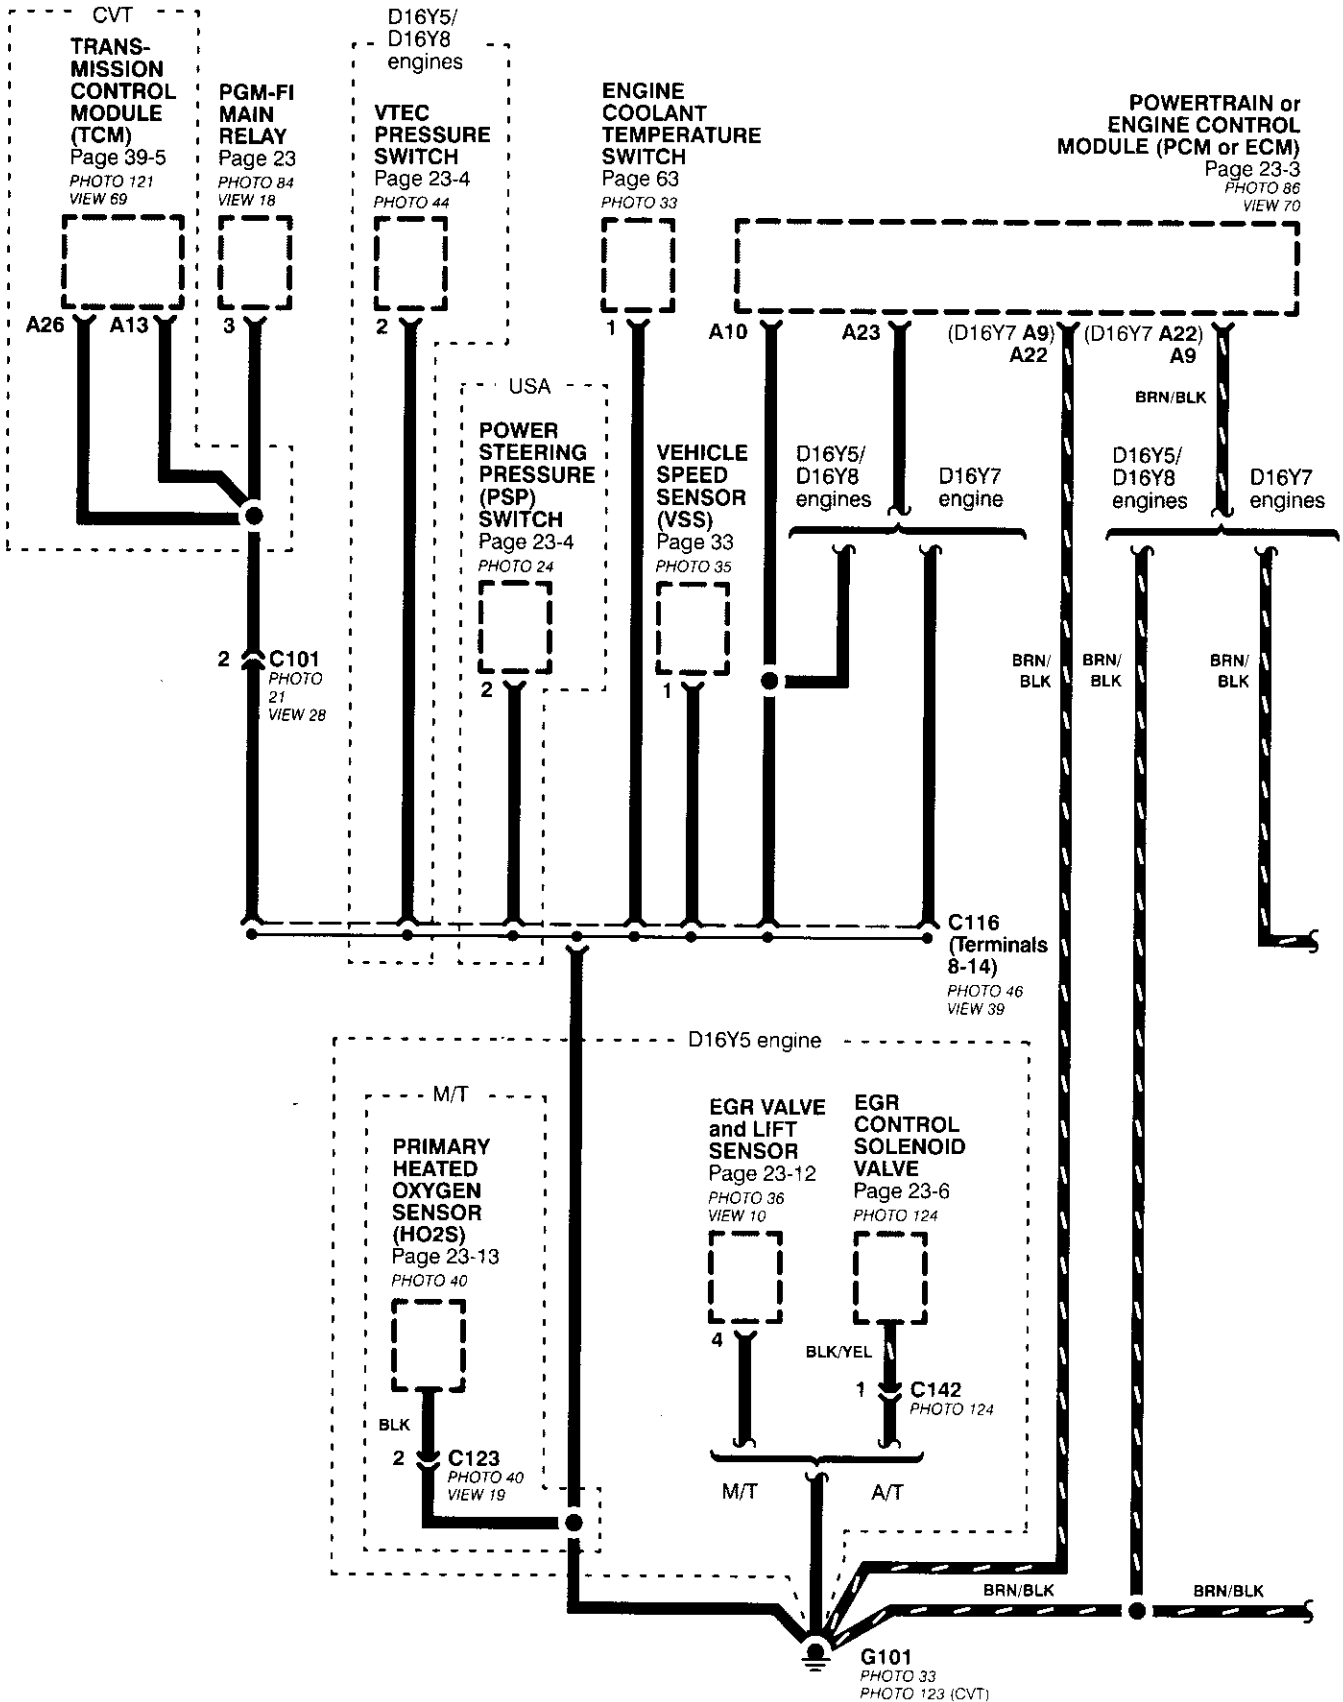 CVT
TRANS-
MISSION
CONTROL
MODULE
(TCM)
Page 39-5
PHOTO 121
VIEW 69
PGM-FI
MAIN
RELAY
Page 23
PHOTO 84
VIEW 18
D16Y5/
D16Y8
engines
VTEC
PRESSURE
SWITCH
Page 23-4
PHOTO 44
ENGINE
COOLANT
TEMPERATURE
SWITCH
Page 63
PHOTO 33
POWERTRAIN or
ENGINE CONTROL
MODULE (PCM or ECM)
Page 23-3
PHOTO 86
VIEW 70
A26
A13
3
2
1
A10
A23
(D16Y7 A9)
A22
(D16Y7 A22)
A9
BRN/BLK
USA
POWER
STEERING
PRESSURE
(PSP)
SWITCH
Page 23-4
PHOTO 24
2
VEHICLE
SPEED
SENSOR
(VSS)
Page 33
PHOTO 35
1
D16Y5/
D16Y8
engines
D16Y7
engine
D16Y5/
D16Y8
engines
D16Y7
engines
2
C101
PHOTO
21
VIEW 28
BRN/
BLK
BRN/
BLK
BRN/
BLK
C116
(Terminals
8-14)
PHOTO 46
VIEW 39
D16Y5 engine
M/T
PRIMARY
HEATED
OXYGEN
SENSOR
(HO2S)
Page 23-13
PHOTO 40
BLK
2
C123
PHOTO 40
VIEW 19
EGR VALVE
and LIFT
SENSOR
Page 23-12
PHOTO 36
VIEW 10
4
EGR
CONTROL
SOLENOID
VALVE
Page 23-6
PHOTO 124
BLK/YEL
1
C142
PHOTO 124
M/T
A/T
BRN/BLK
BRN/BLK
G101
PHOTO 33
PHOTO 123 (CVT)